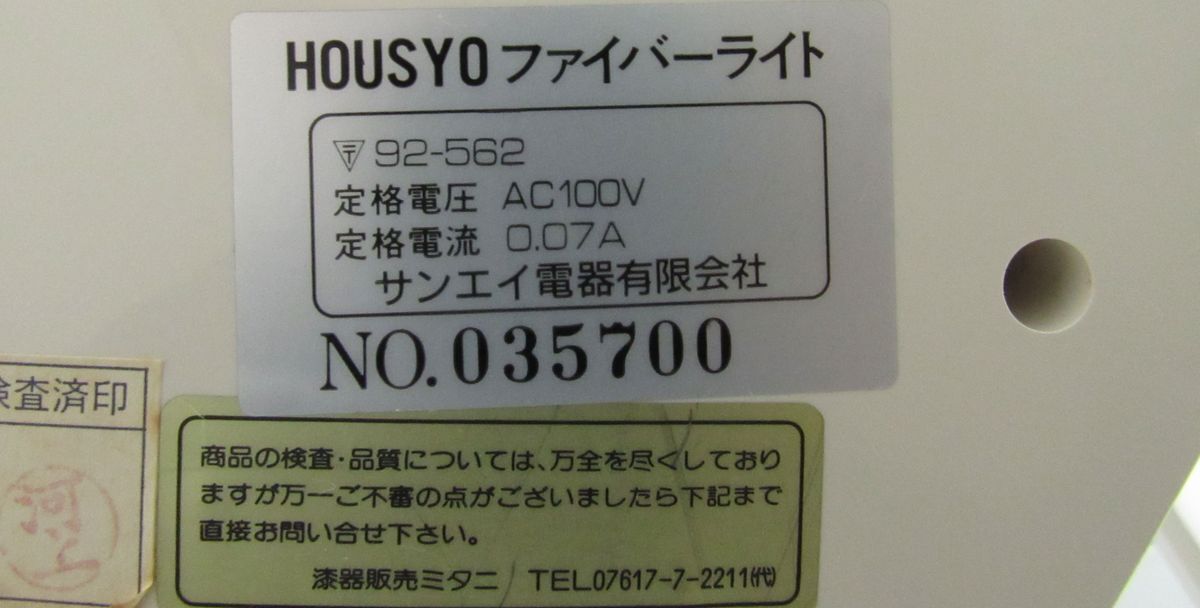 HOUSYO ファイバーライト
〒 92-562
定格電圧 AC100V
定格電流 0.07A
サンエイ電器有限会社
NO.035700
検査済印
河上
商品の検査・品質については、万全を尽くしており
ますが万一ご不審の点がございましたら下記まで
直接お問い合せ下さい。
漆器販売ミタニ TEL07617-7-2211㈹